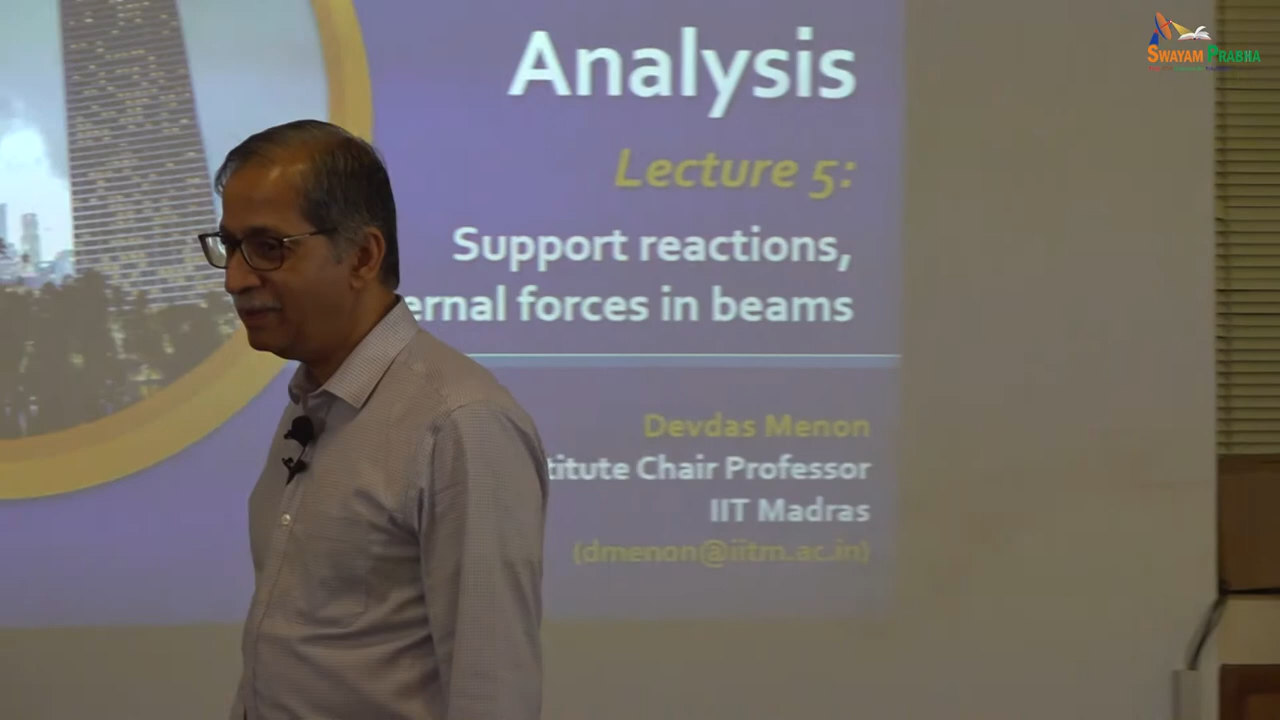 SWAYAM PRABHA
Analysis
Lecture 5:
Support reactions,
ernal forces in beams
Devdas Menon
titute Chair Professor
IIT Madras
(dmenon@iitm.ac.in)